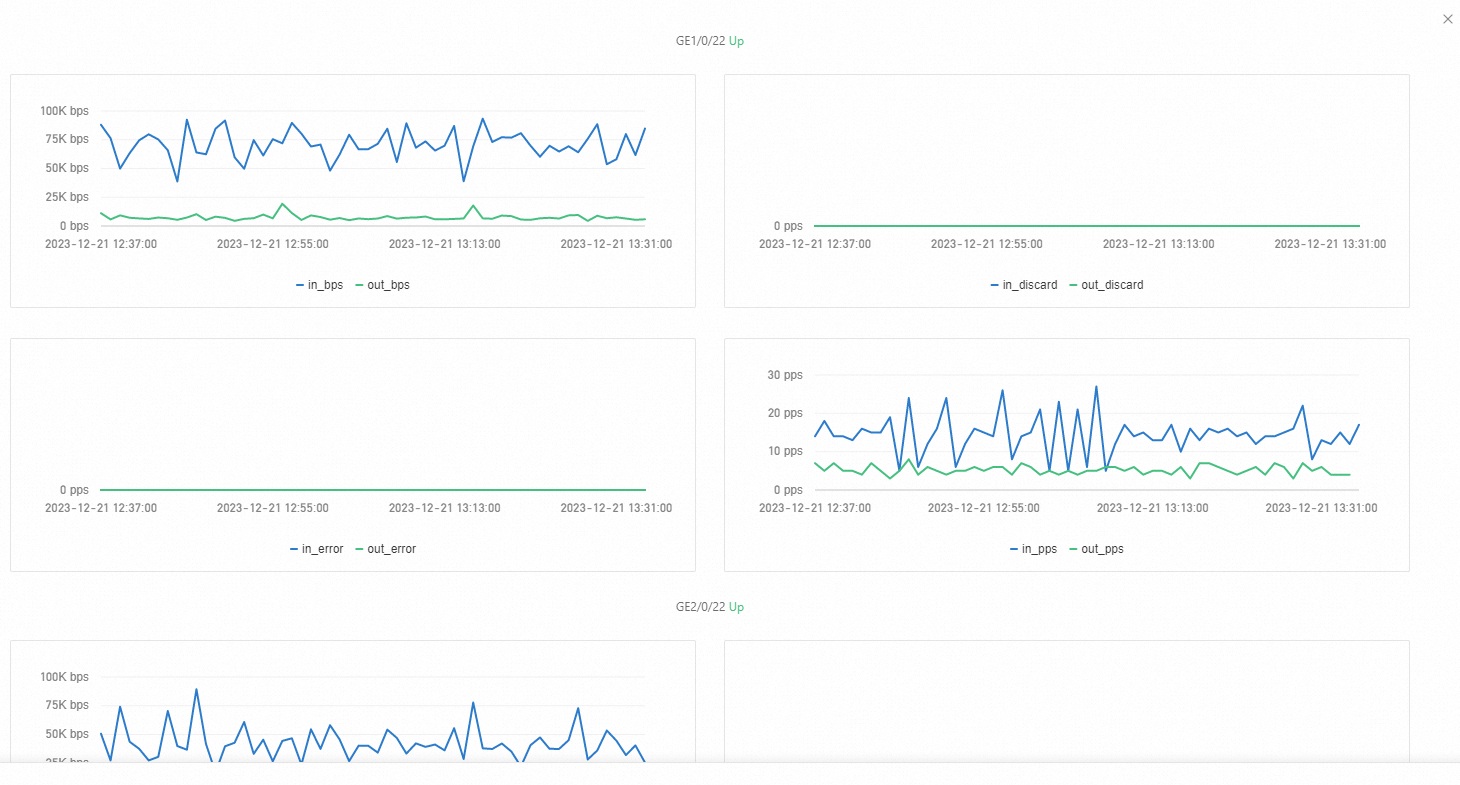 GE1/0/22 Up
100K bps
75K bps
50K bps
25K bps
0 bps
2023-12-21 12:37:00 2023-12-21 12:55:00 2023-12-21 13:13:00 2023-12-21 13:31:00
in_bps out_bps
0 pps
2023-12-21 12:37:00 2023-12-21 12:55:00 2023-12-21 13:13:00 2023-12-21 13:31:00
in_discard out_discard
0 pps
2023-12-21 12:37:00 2023-12-21 12:55:00 2023-12-21 13:13:00 2023-12-21 13:31:00
in_error out_error
30 pps
20 pps
10 pps
0 pps
2023-12-21 12:37:00 2023-12-21 12:55:00 2023-12-21 13:13:00 2023-12-21 13:31:00
in_pps out_pps
GE2/0/22 Up
100K bps
75K bps
50K bps
25K bps